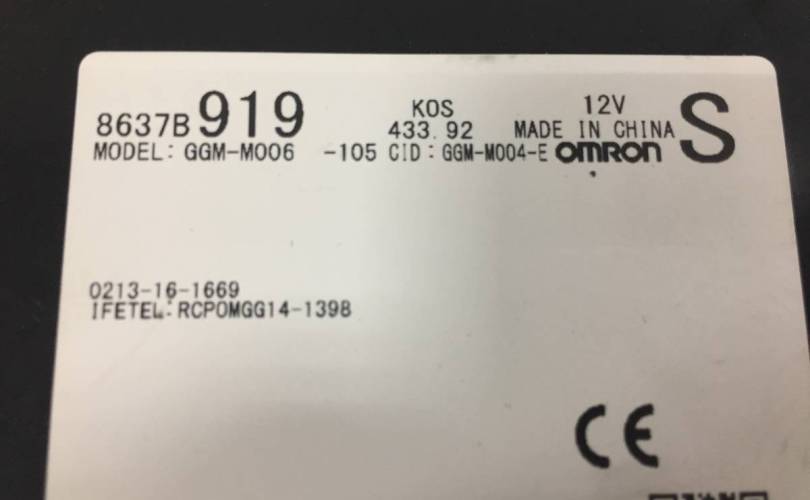 8637B919 KOS 12V S
433.92 MADE IN CHINA
MODEL: GGM-M006 -105 CID: GGM-M004-E OMRON
0213-16-1669
IFETEL: RCPOMGG14-1398
CE